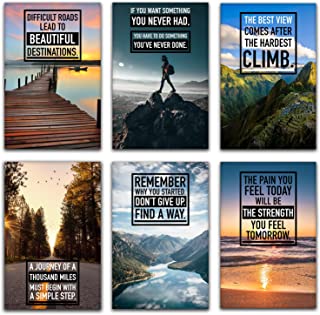 DIFFICULT ROADS
LEAD TO
BEAUTIFUL
DESTINATIONS.
IF YOU WANT SOMETHING
YOU NEVER HAD,
YOU HAVE TO DO SOMETHING
YOU'VE NEVER DONE.
THE BEST VIEW
COMES AFTER
THE HARDEST
CLIMB.
A JOURNEY OF A
THOUSAND MILES
MUST BEGIN WITH
A SIMPLE STEP.
REMEMBER
WHY YOU STARTED,
DON'T GIVE UP
FIND A WAY.
THE PAIN YOU
FEEL TODAY
WILL BE
THE STRENGTH
YOU FEEL
TOMORROW.